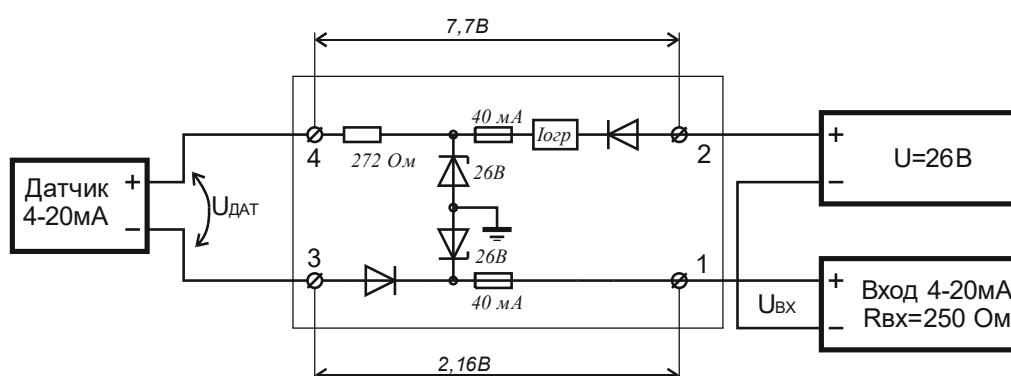 7,7В
40 мА
Iогр
4
272 Ом
2
26В
+
U=26В
−
Датчик
4-20мА
+
−
UДАТ
3
26В
40 мА
1
UВХ
+
Вход 4-20мА
Rвх=250 Ом
−
2,16В